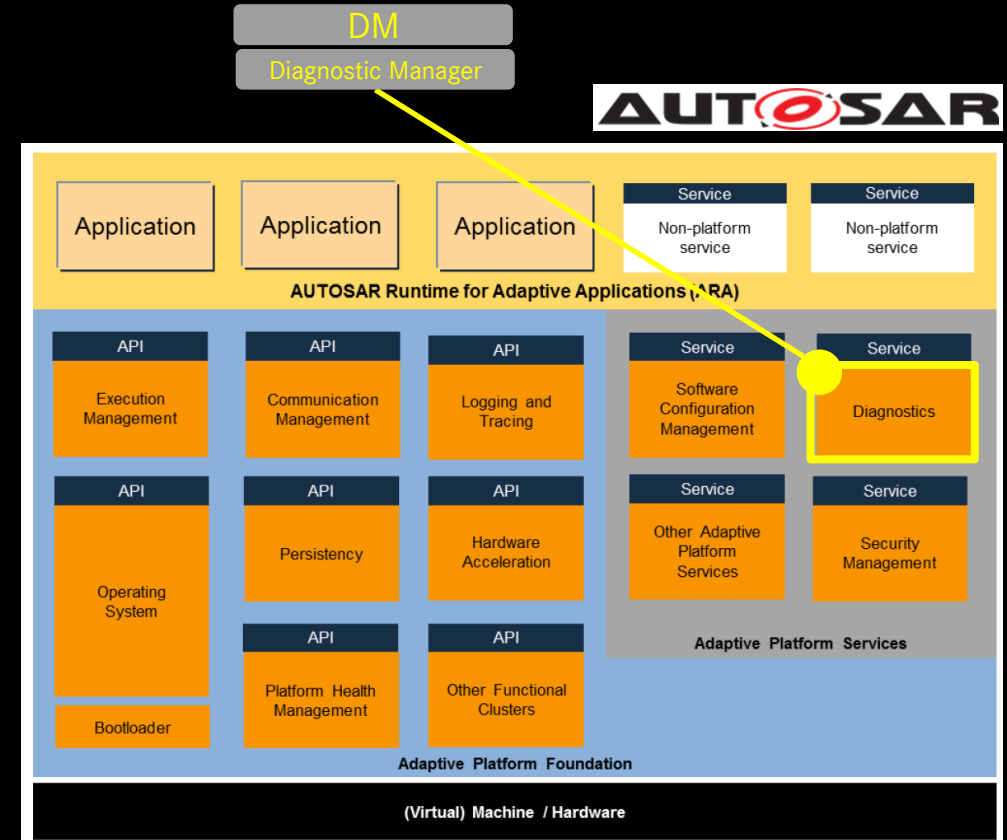 DM
Diagnostic Manager
AUTOSAR
Application
Application
Application
Service
Non-platform
service
Service
Non-platform
service
AUTOSAR Runtime for Adaptive Applications (ARA)
API
Execution
Management
API
Communication
Management
API
Logging and
Tracing
Service
Software
Configuration
Management
Service
Diagnostics
API
Operating
System
API
Persistency
API
Hardware
Acceleration
Service
Other Adaptive
Platform
Services
Service
Security
Management
Adaptive Platform Services
API
Platform Health
Management
API
Other Functional
Clusters
Bootloader
Adaptive Platform Foundation
(Virtual) Machine / Hardware